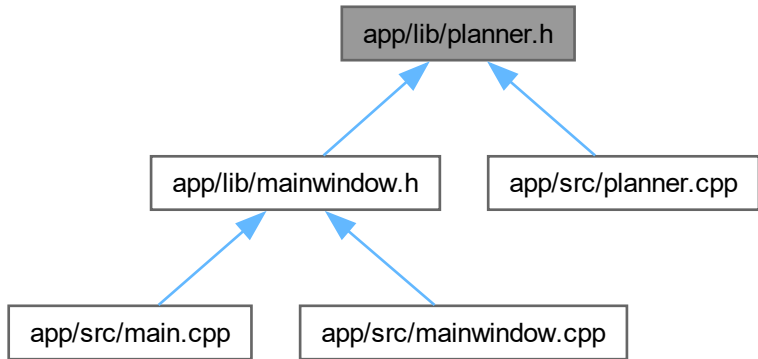 app/lib/planner.h
app/lib/mainwindow.h
app/src/planner.cpp
app/src/main.cpp
app/src/mainwindow.cpp